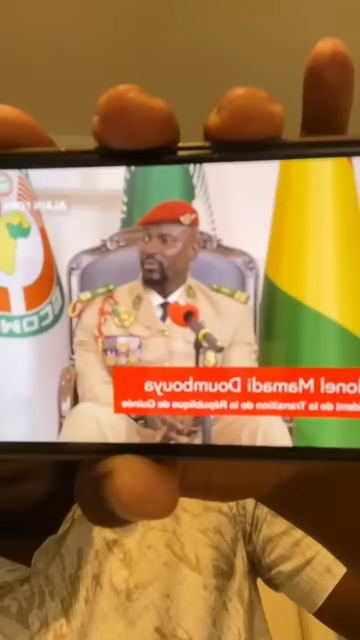 lonel Mamadi Doumbouya
dent de la Transition de la République de Guinée